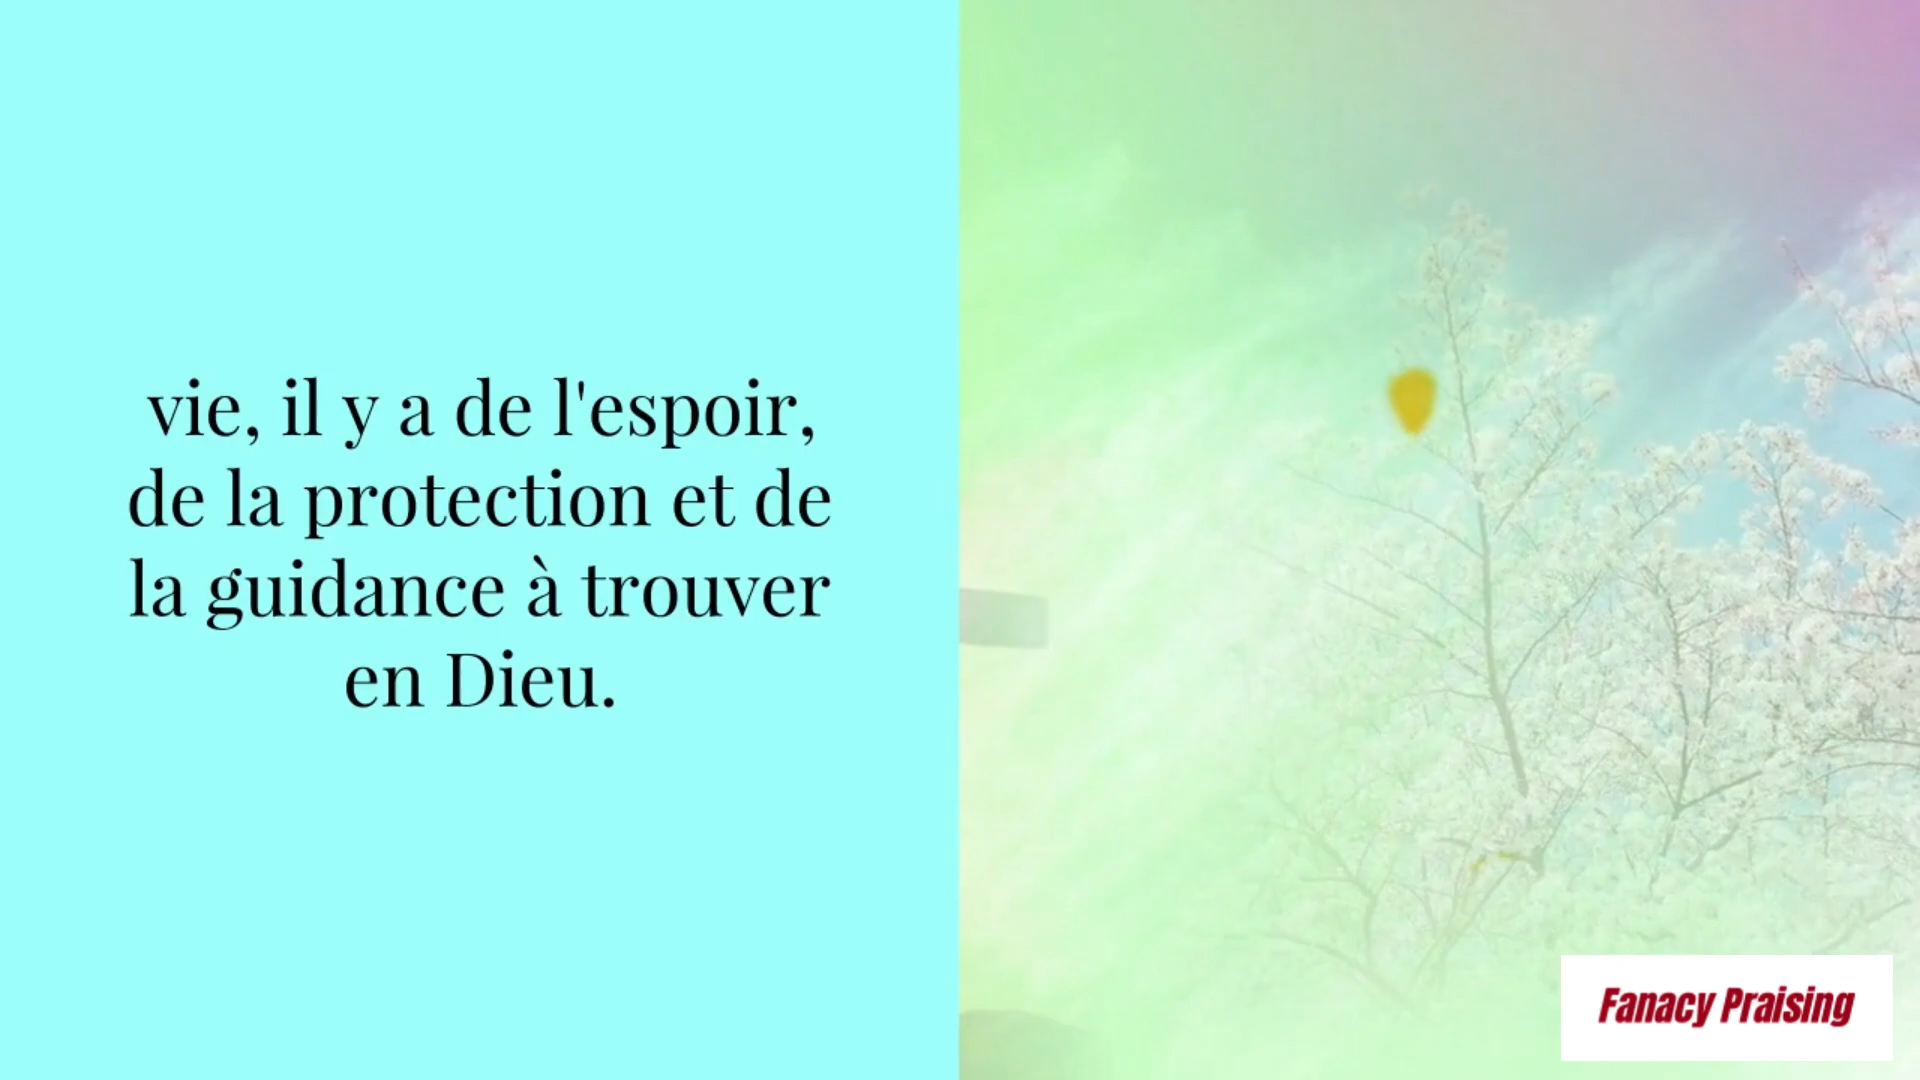 vie, il y a de l'espoir,
de la protection et de
la guidance à trouver
en Dieu.
Fanacy Praising